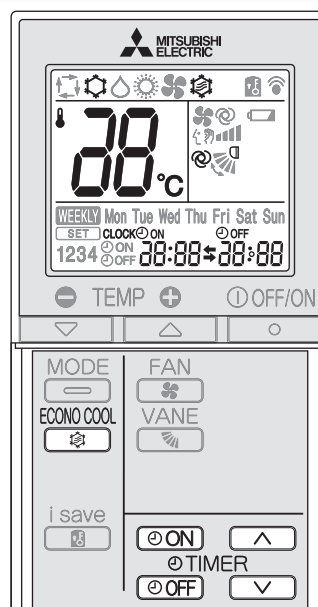 MITSUBISHI
ELECTRIC
88°C
WEEKLY Mon Tue Wed Thu Fri Sat Sun
SET CLOCK ON OFF
1234 ON OFF 88:88 88:88
TEMP OFF/ON
MODE FAN
ECONO COOL VANE
i save
ON
TIMER
OFF